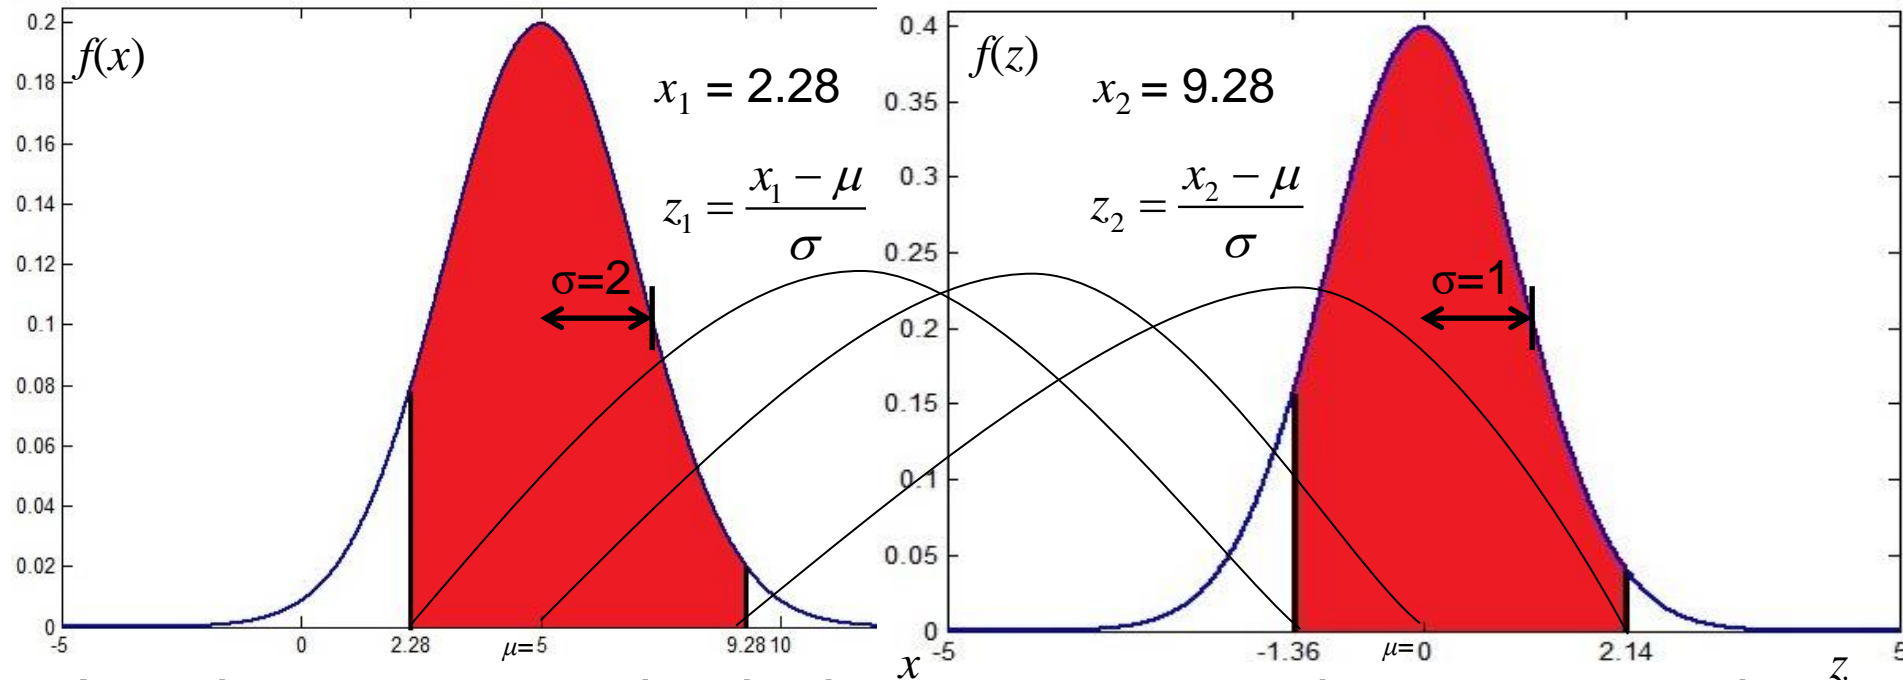 f(x)
x₁ = 2.28
z₁ = (x₁ − μ) / σ
σ=2
0.2
0.18
0.16
0.14
0.12
0.1
0.08
0.06
0.04
0.02
0
-5 0 2.28 μ=5 9.28 10
x
f(z)
x₂ = 9.28
z₂ = (x₂ − μ) / σ
σ=1
0.4
0.35
0.3
0.25
0.2
0.15
0.1
0.05
0
-5 -1.36 μ=0 2.14 5
z